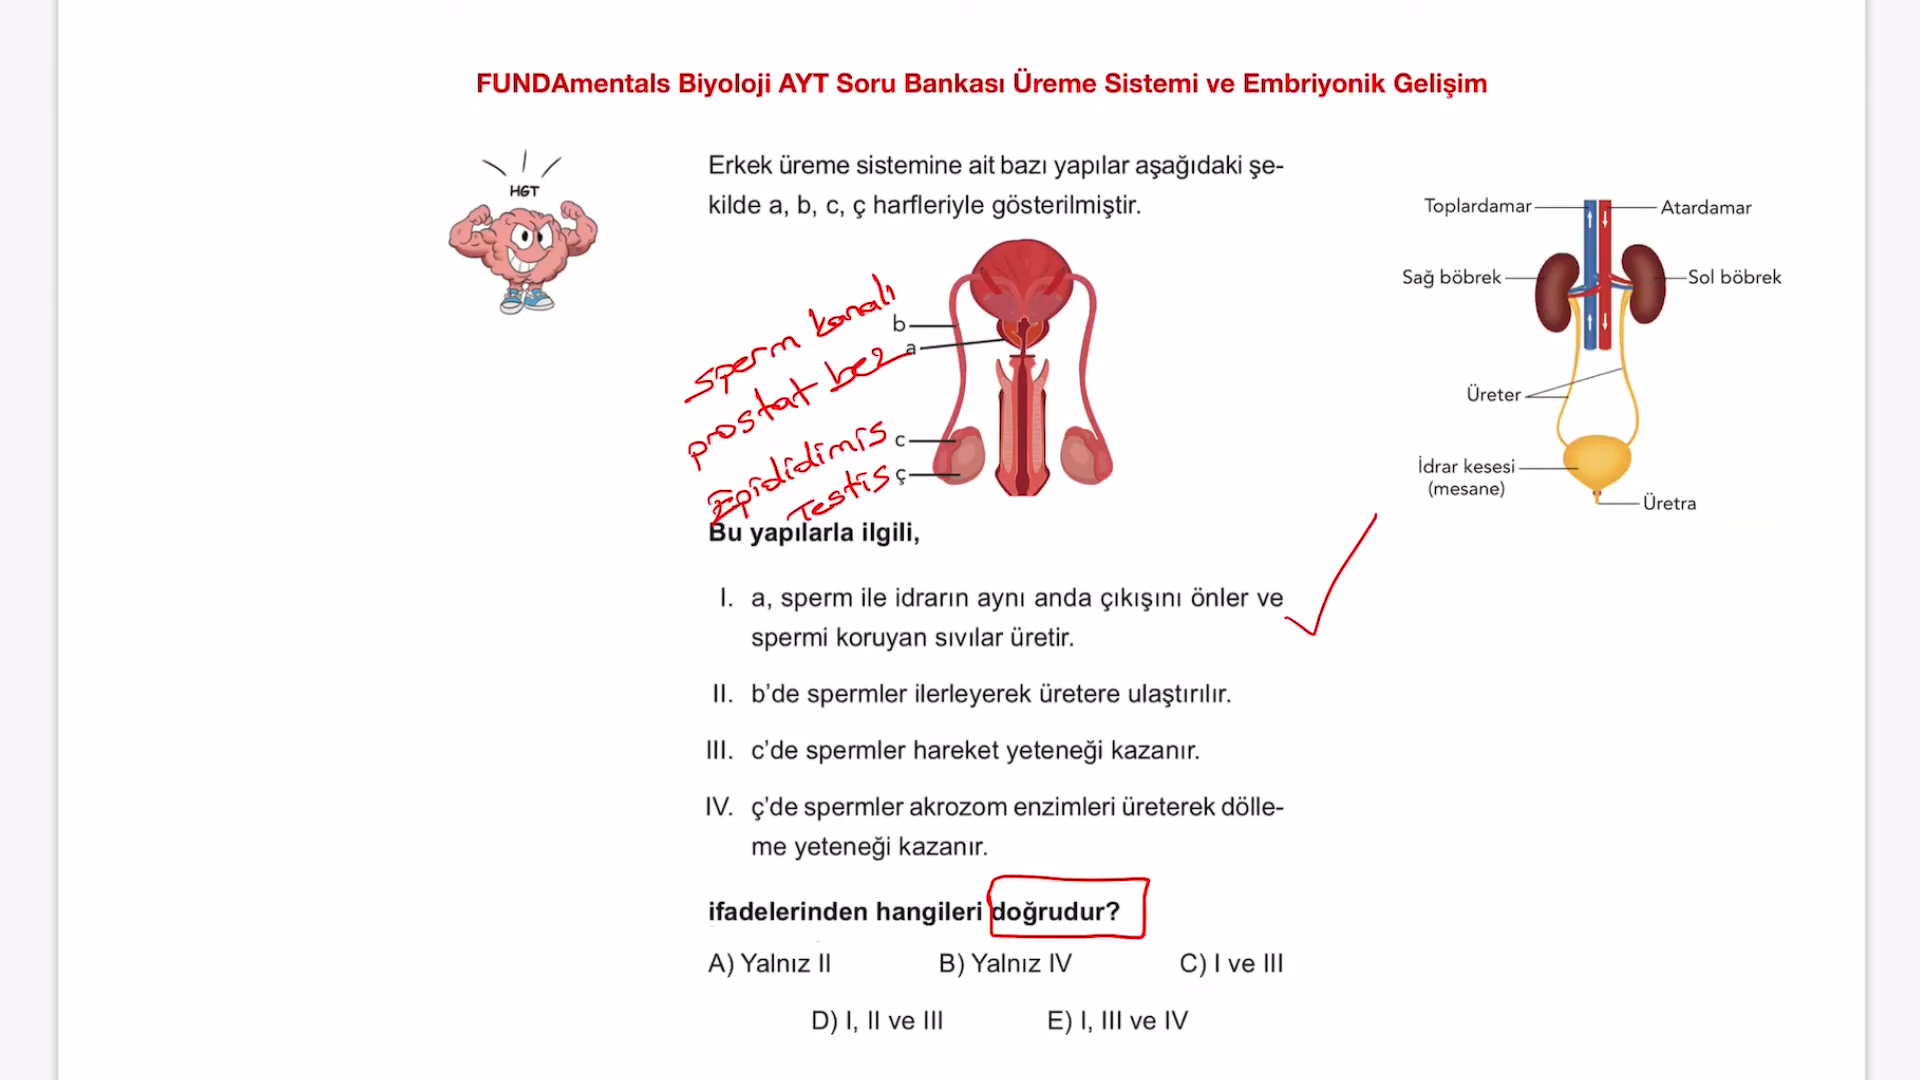 FUNDAmentals Biyoloji AYT Soru Bankası Üreme Sistemi ve Embriyonik Gelişim
HGT
Erkek üreme sistemine ait bazı yapılar aşağıdaki şe-
kilde a, b, c, ç harfleriyle gösterilmiştir.
sperm kanalı
b
prostat bez
a
Epididimis
c
Testis
ç
Toplardamar
Atardamar
Sağ böbrek
Sol böbrek
Üreter
İdrar kesesi
(mesane)
Üretra
Bu yapılarla ilgili,
I. a, sperm ile idrarın aynı anda çıkışını önler ve
spermi koruyan sıvılar üretir.
II. b'de spermler ilerleyerek üretere ulaştırılır.
III. c'de spermler hareket yeteneği kazanır.
IV. ç'de spermler akrozom enzimleri üreterek dölle-
me yeteneği kazanır.
ifadelerinden hangileri doğrudur?
A) Yalnız II
B) Yalnız IV
C) I ve III
D) I, II ve III
E) I, III ve IV